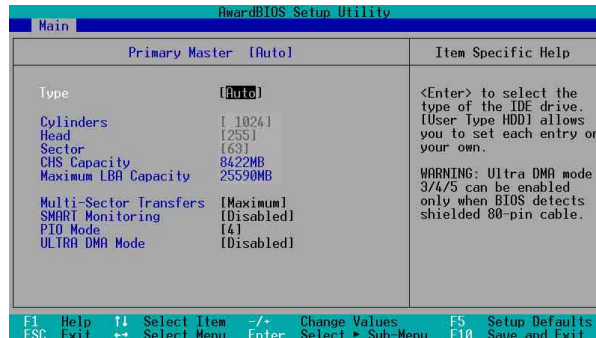 AwardBIOS Setup Utility
Main
Primary Master [Auto]
Item Specific Help
Type [Auto]
Cylinders [ 1024]
Head [255]
Sector [63]
CHS Capacity 8422MB
Maximum LBA Capacity 25590MB
Multi-Sector Transfers [Maximum]
SMART Monitoring [Disabled]
PIO Mode [4]
ULTRA DMA Mode [Disabled]
<Enter> to select the
type of the IDE drive.
[User Type HDD] allows
you to set each entry on
your own.
WARNING: Ultra DMA mode
3/4/5 can be enabled
only when BIOS detects
shielded 80-pin cable.
F1 Help ↑↓ Select Item -/+ Change Values F5 Setup Defaults
ESC Exit ←→ Select Menu Enter Select ► Sub-Menu F10 Save and Exit